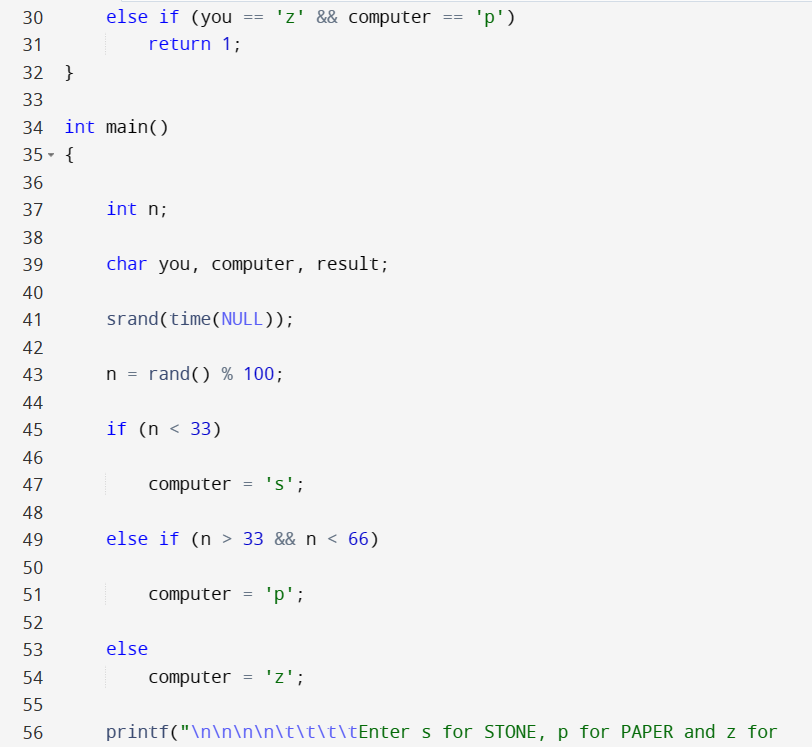 30 else if (you == 'z' && computer == 'p')
31 return 1;
32 }
33
34 int main()
35 {
36
37 int n;
38
39 char you, computer, result;
40
41 srand(time(NULL));
42
43 n = rand() % 100;
44
45 if (n < 33)
46
47 computer = 's';
48
49 else if (n > 33 && n < 66)
50
51 computer = 'p';
52
53 else
54 computer = 'z';
55
56 printf("\n\n\n\n\t\t\t\tEnter s for STONE, p for PAPER and z for